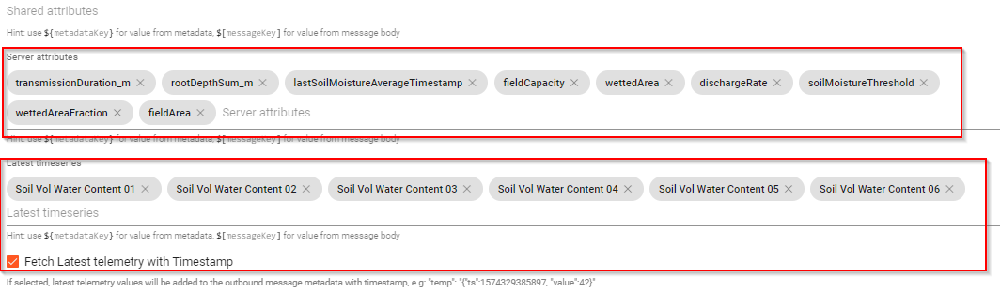 Shared attributes
Hint: use ${metadataKey} for value from metadata, $[messageKey] for value from message body
Server attributes
transmissionDuration_m × rootDepthSum_m × lastSoilMoistureAverageTimestamp × fieldCapacity × wettedArea × dischargeRate × soilMoistureThreshold ×
wettedAreaFraction × fieldArea × Server attributes
Hint: use ${metadataKey} for value from metadata, $[messageKey] for value from message body
Latest timeseries
Soil Vol Water Content 01 × Soil Vol Water Content 02 × Soil Vol Water Content 03 × Soil Vol Water Content 04 × Soil Vol Water Content 05 × Soil Vol Water Content 06 ×
Latest timeseries
Hint: use ${metadataKey} for value from metadata, $[messageKey] for value from message body
Fetch Latest telemetry with Timestamp
If selected, latest telemetry values will be added to the outbound message metadata with timestamp, e.g: "temp": "{"ts":1574329385897, "value":42}"